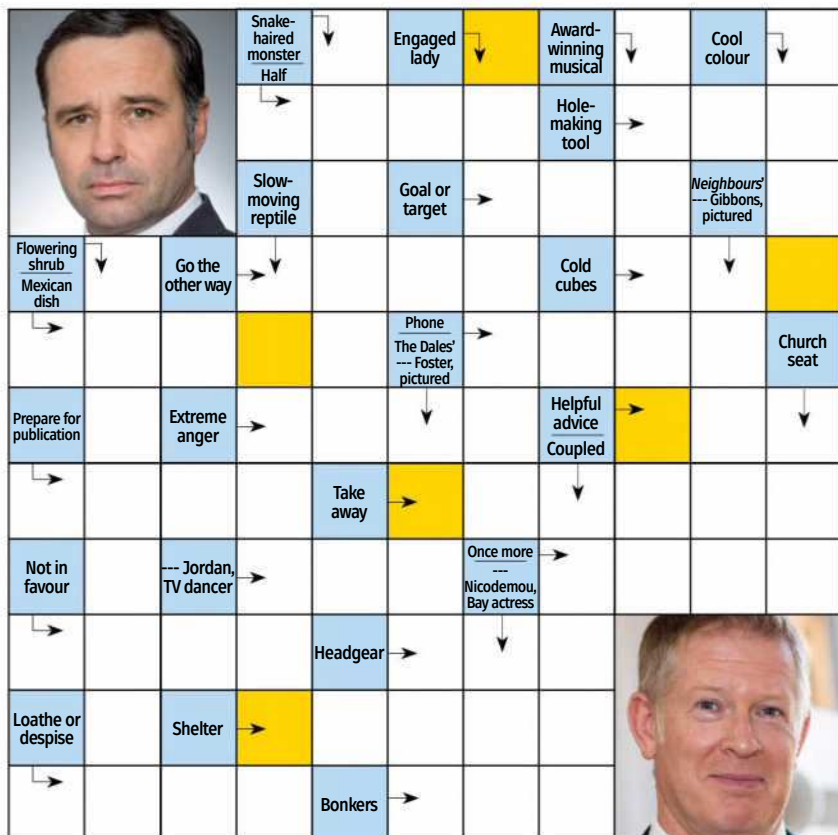 Snake-
haired
monster
Half
Engaged
lady
Award-
winning
musical
Cool
colour
Hole-
making
tool
Slow-
moving
reptile
Goal or
target
Neighbours'
--- Gibbons,
pictured
Flowering
shrub
Mexican
dish
Go the
other way
Cold
cubes
Phone
The Dales'
--- Foster,
pictured
Church
seat
Prepare for
publication
Extreme
anger
Helpful
advice
Coupled
Take
away
Not in
favour
--- Jordan,
TV dancer
Once more
---
Nicodemou,
Bay actress
Headgear
Loathe or
despise
Shelter
Bonkers